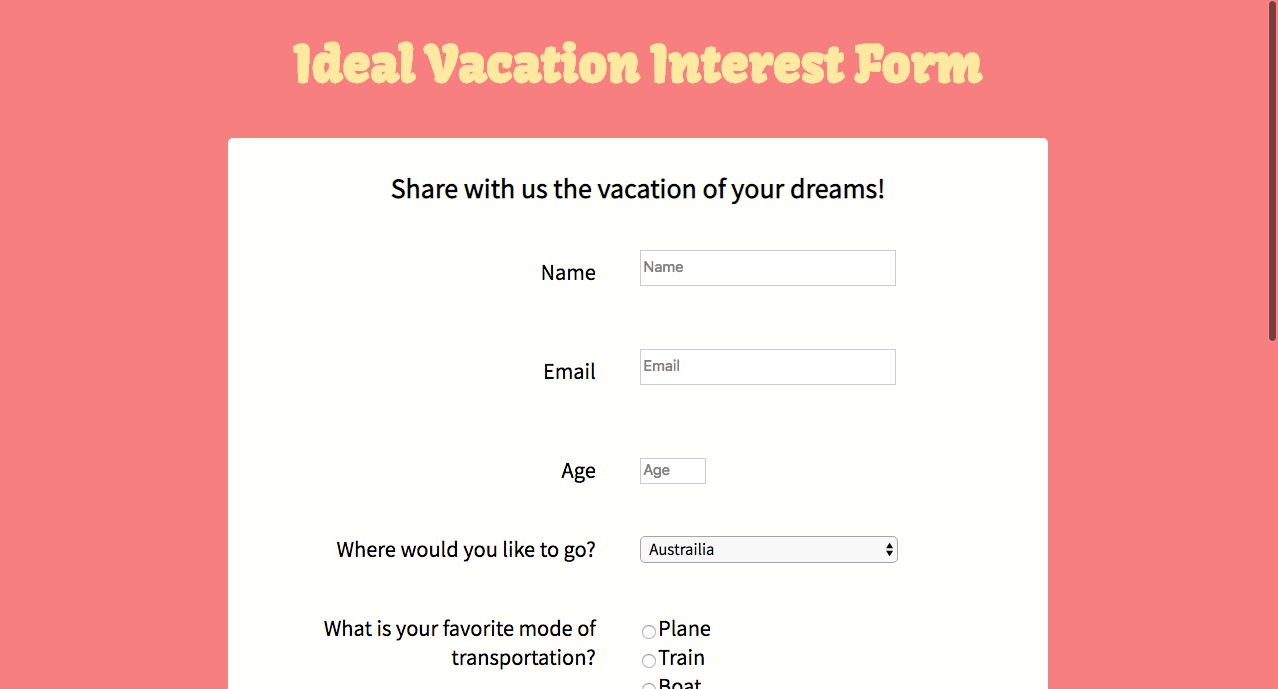 Ideal Vacation Interest Form
Share with us the vacation of your dreams!
Name Name
Email Email
Age Age
Where would you like to go? Austrailia
What is your favorite mode of transportation?
Plane
Train
Boat